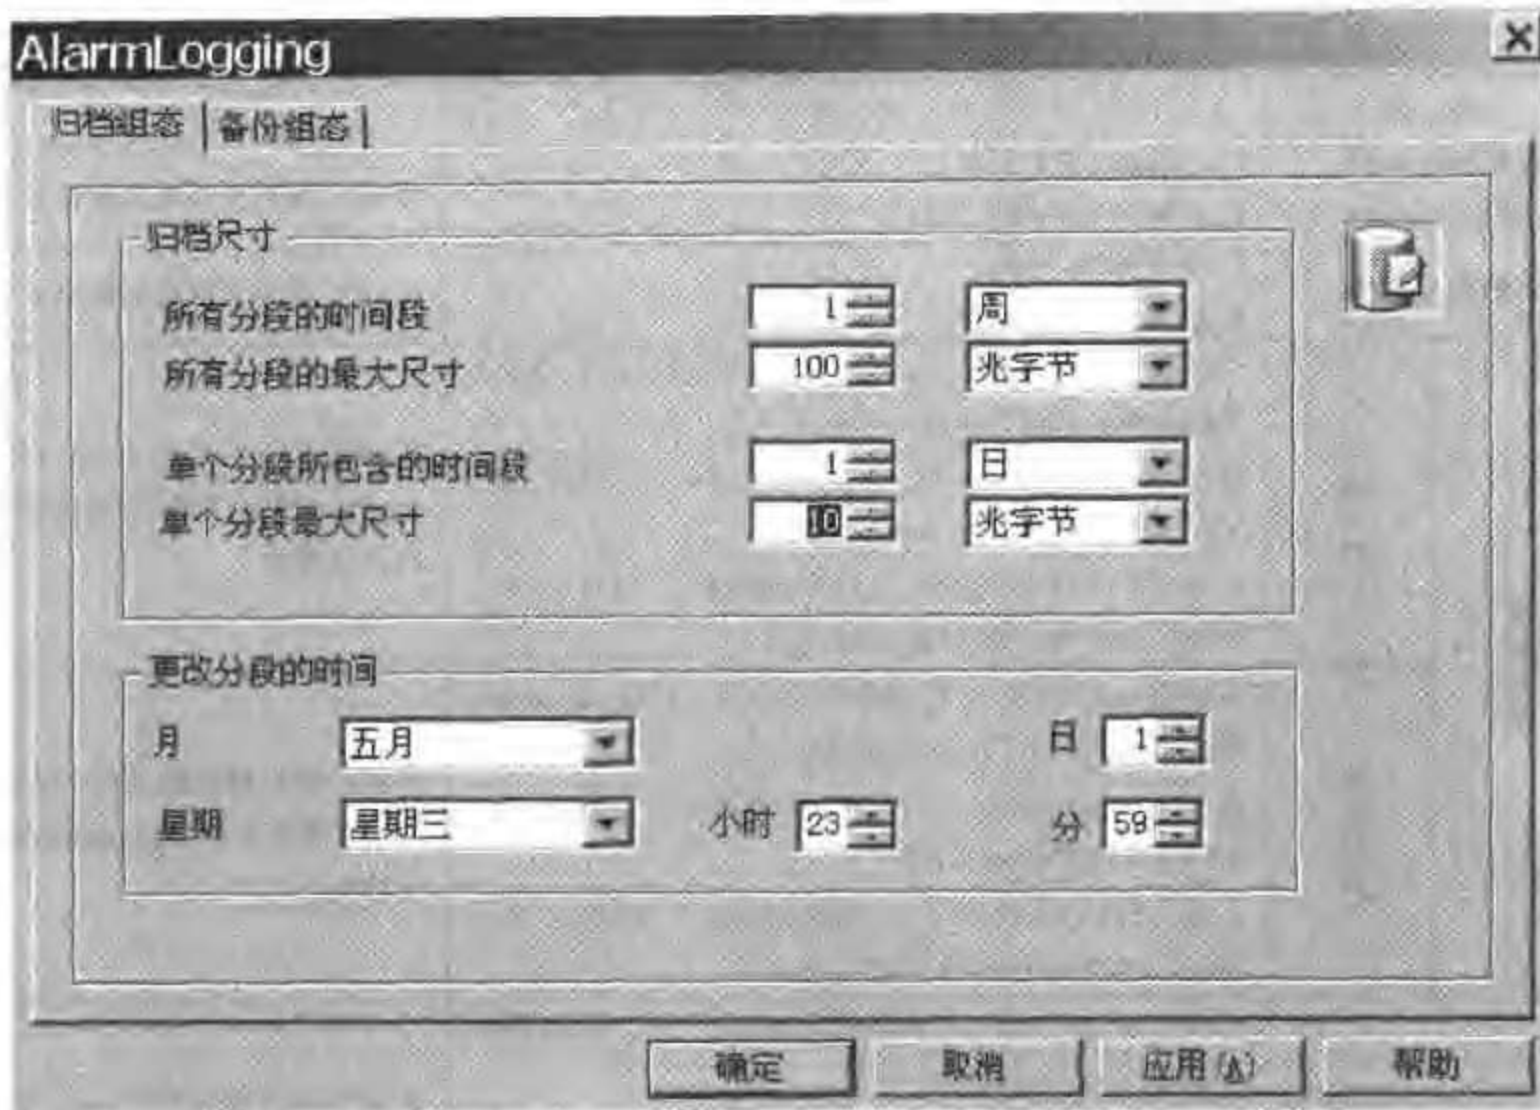 AlarmLogging
归档组态 备份组态
归档尺寸
所有分段的时间段 1 周
所有分段的最大尺寸 100 兆字节
单个分段所包含的时间段 1 日
单个分段最大尺寸 10 兆字节
更改分段的时间
月 五月 日 1
星期 星期三 小时 23 分 59
确定 取消 应用(A) 帮助